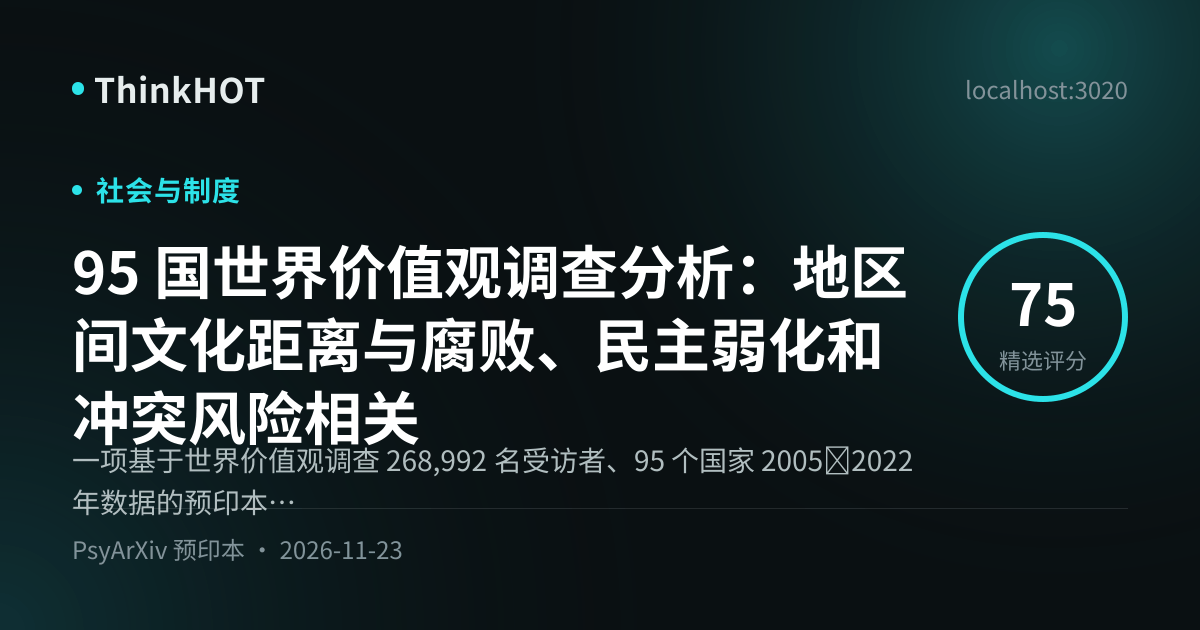 ThinkHOT
localhost:3020
社会与制度
95 国世界价值观调查分析：地区
间文化距离与腐败、民主弱化和
冲突风险相关
75
精选评分
一项基于世界价值观调查 268,992 名受访者、95 个国家 2005□2022
年数据的预印本…
PsyArXiv 预印本 · 2026-11-23